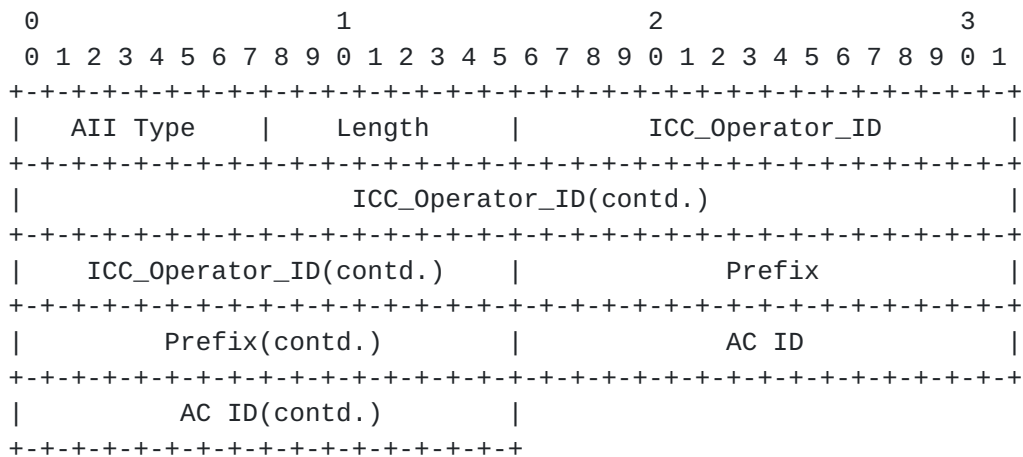 0                   1                   2                   3
 0 1 2 3 4 5 6 7 8 9 0 1 2 3 4 5 6 7 8 9 0 1 2 3 4 5 6 7 8 9 0 1
+-+-+-+-+-+-+-+-+-+-+-+-+-+-+-+-+-+-+-+-+-+-+-+-+-+-+-+-+-+-+-+-+
|   AII Type    |    Length     |        ICC_Operator_ID        |
+-+-+-+-+-+-+-+-+-+-+-+-+-+-+-+-+-+-+-+-+-+-+-+-+-+-+-+-+-+-+-+-+
|                     ICC_Operator_ID(contd.)                   |
+-+-+-+-+-+-+-+-+-+-+-+-+-+-+-+-+-+-+-+-+-+-+-+-+-+-+-+-+-+-+-+-+
|    ICC_Operator_ID(contd.)    |             Prefix            |
+-+-+-+-+-+-+-+-+-+-+-+-+-+-+-+-+-+-+-+-+-+-+-+-+-+-+-+-+-+-+-+-+
|         Prefix(contd.)        |             AC ID             |
+-+-+-+-+-+-+-+-+-+-+-+-+-+-+-+-+-+-+-+-+-+-+-+-+-+-+-+-+-+-+-+-+
|          AC ID(contd.)        |
+-+-+-+-+-+-+-+-+-+-+-+-+-+-+-+-+